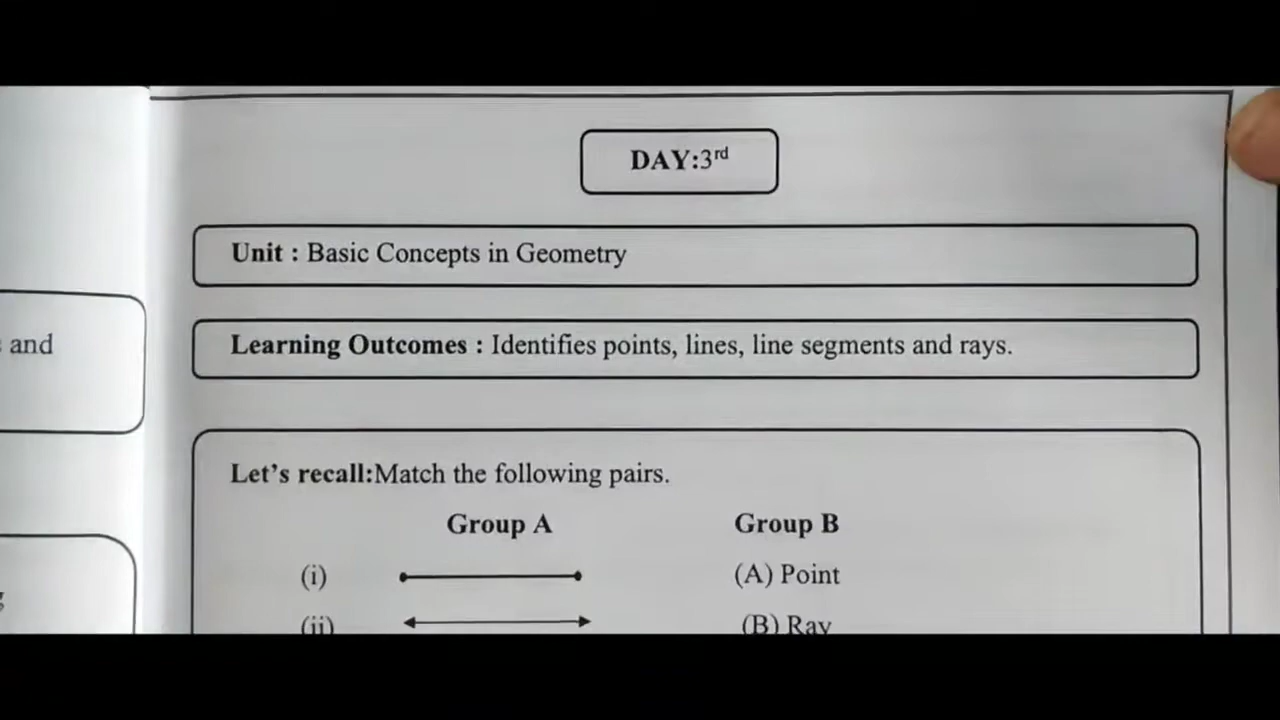 DAY:3rd
Unit : Basic Concepts in Geometry
and
Learning Outcomes : Identifies points, lines, line segments and rays.
Let's recall:Match the following pairs.
Group A Group B
(i) (A) Point
(ii) (B) Ray